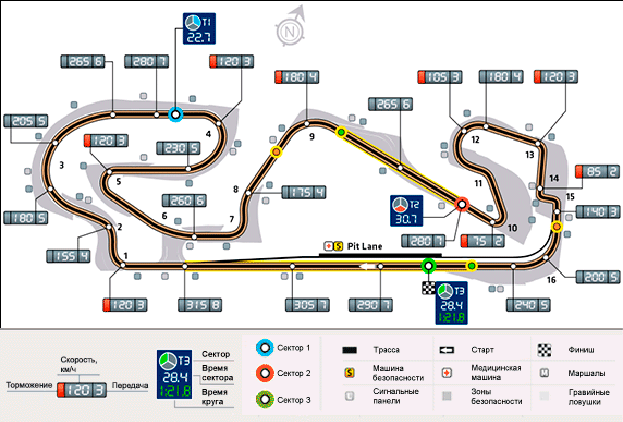 N
T1
22.7
265 6
280 7
120 3
180 4
105 3
180 4
120 3
265 6
205 5
4
9
12
13
120 3
230 5
3
5
11
14
85 2
8
175 4
T2
30.7
15
180 5
6
260 6
7
10
140 3
2
280 7
75 2
155 4
S Pit Lane
1
16
200 5
120 3
315 8
305 7
290 7
T3
28.4
1:21.8
240 5
Скорость,
км/ч
Торможение
120 3
Передача
T3
28.4
1:21.8
Сектор
Время
сектора
Время
круга
Сектор 1
Сектор 2
Сектор 3
Трасса
Старт
Финиш
S
Машина
безопасности
Медицинская
машина
Маршалы
Сигнальные
панели
Зоны
безопасности
Гравийные
ловушки